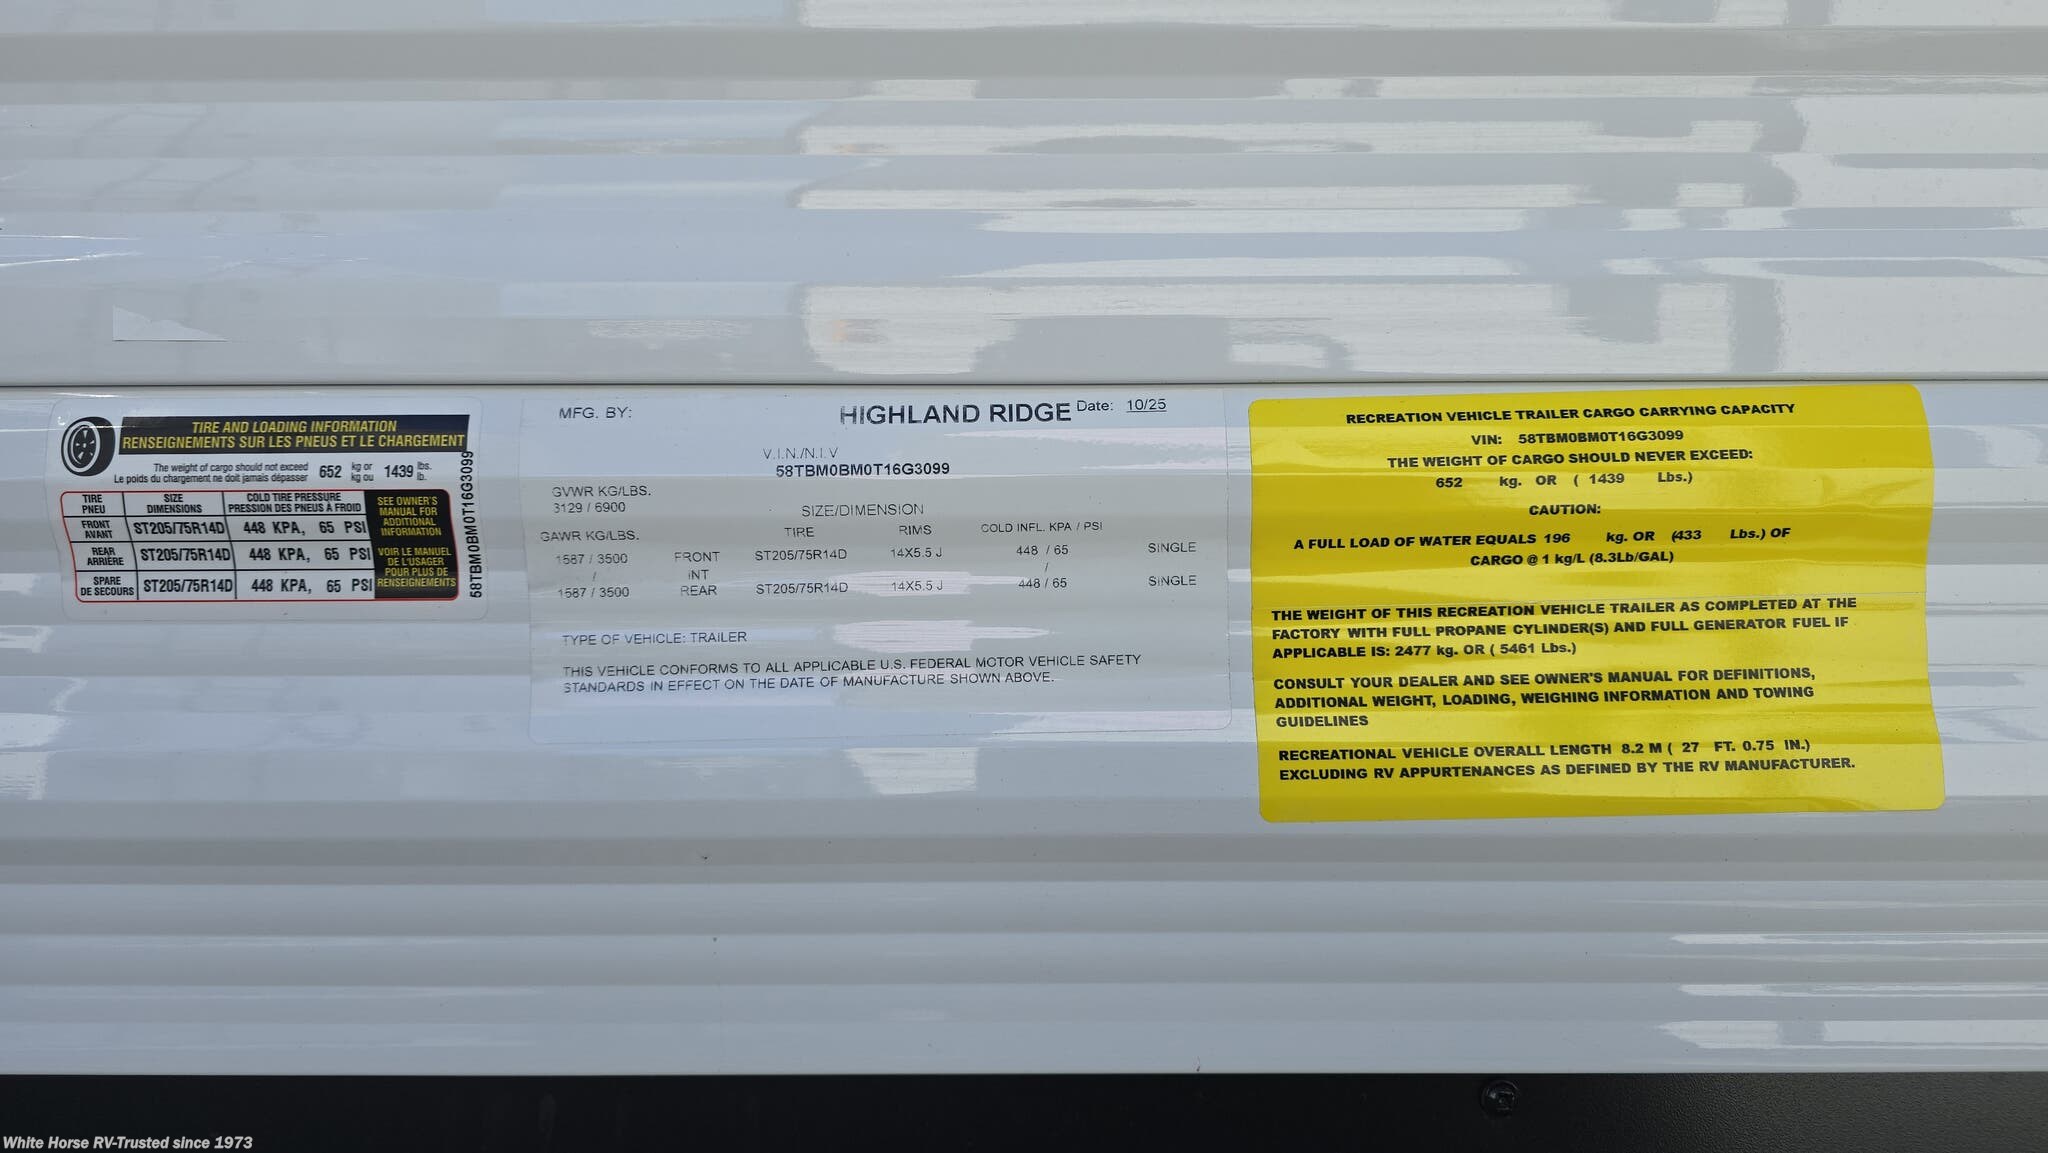 TIRE AND LOADING INFORMATION
RENSEIGNEMENTS SUR LES PNEUS ET LE CHARGEMENT
The weight of cargo should not exceed 652 kg or 1439 lbs.
Le poids du chargement ne doit jamais dépasser kg ou lb.
TIRE SIZE COLD TIRE PRESSURE
PNEU DIMENSIONS PRESSION DES PNEUS À FROID
FRONT
AVANT ST205/75R14D 448 KPA, 65 PSI
REAR
ARRIÈRE ST205/75R14D 448 KPA, 65 PSI
SPARE
DE SECOURS ST205/75R14D 448 KPA, 65 PSI
SEE OWNER'S
MANUAL FOR
ADDITIONAL
INFORMATION
VOIR LE MANUEL
DE L'USAGER
POUR PLUS DE
RENSEIGNEMENTS
58TBM0BM0T16G3099
MFG. BY: HIGHLAND RIDGE Date: 10/25
V.I.N./N.I.V
58TBM0BM0T16G3099
GVWR KG/LBS.
3129 / 6900
SIZE/DIMENSION
GAWR KG/LBS. TIRE RIMS COLD INFL. KPA / PSI
1587 / 3500 FRONT ST205/75R14D 14X5.5 J 448 / 65 SINGLE
/ INT /
1587 / 3500 REAR ST205/75R14D 14X5.5 J 448 / 65 SINGLE
TYPE OF VEHICLE: TRAILER
THIS VEHICLE CONFORMS TO ALL APPLICABLE U.S. FEDERAL MOTOR VEHICLE SAFETY
STANDARDS IN EFFECT ON THE DATE OF MANUFACTURE SHOWN ABOVE.
RECREATION VEHICLE TRAILER CARGO CARRYING CAPACITY
VIN: 58TBM0BM0T16G3099
THE WEIGHT OF CARGO SHOULD NEVER EXCEED:
652 kg. OR ( 1439 Lbs.)
CAUTION:
A FULL LOAD OF WATER EQUALS 196 kg. OR (433 Lbs.) OF
CARGO @ 1 kg/L (8.3Lb/GAL)
THE WEIGHT OF THIS RECREATION VEHICLE TRAILER AS COMPLETED AT THE
FACTORY WITH FULL PROPANE CYLINDER(S) AND FULL GENERATOR FUEL IF
APPLICABLE IS: 2477 kg. OR ( 5461 Lbs.)
CONSULT YOUR DEALER AND SEE OWNER'S MANUAL FOR DEFINITIONS,
ADDITIONAL WEIGHT, LOADING, WEIGHING INFORMATION AND TOWING
GUIDELINES
RECREATIONAL VEHICLE OVERALL LENGTH 8.2 M ( 27 FT. 0.75 IN.)
EXCLUDING RV APPURTENANCES AS DEFINED BY THE RV MANUFACTURER.
White Horse RV-Trusted since 1973